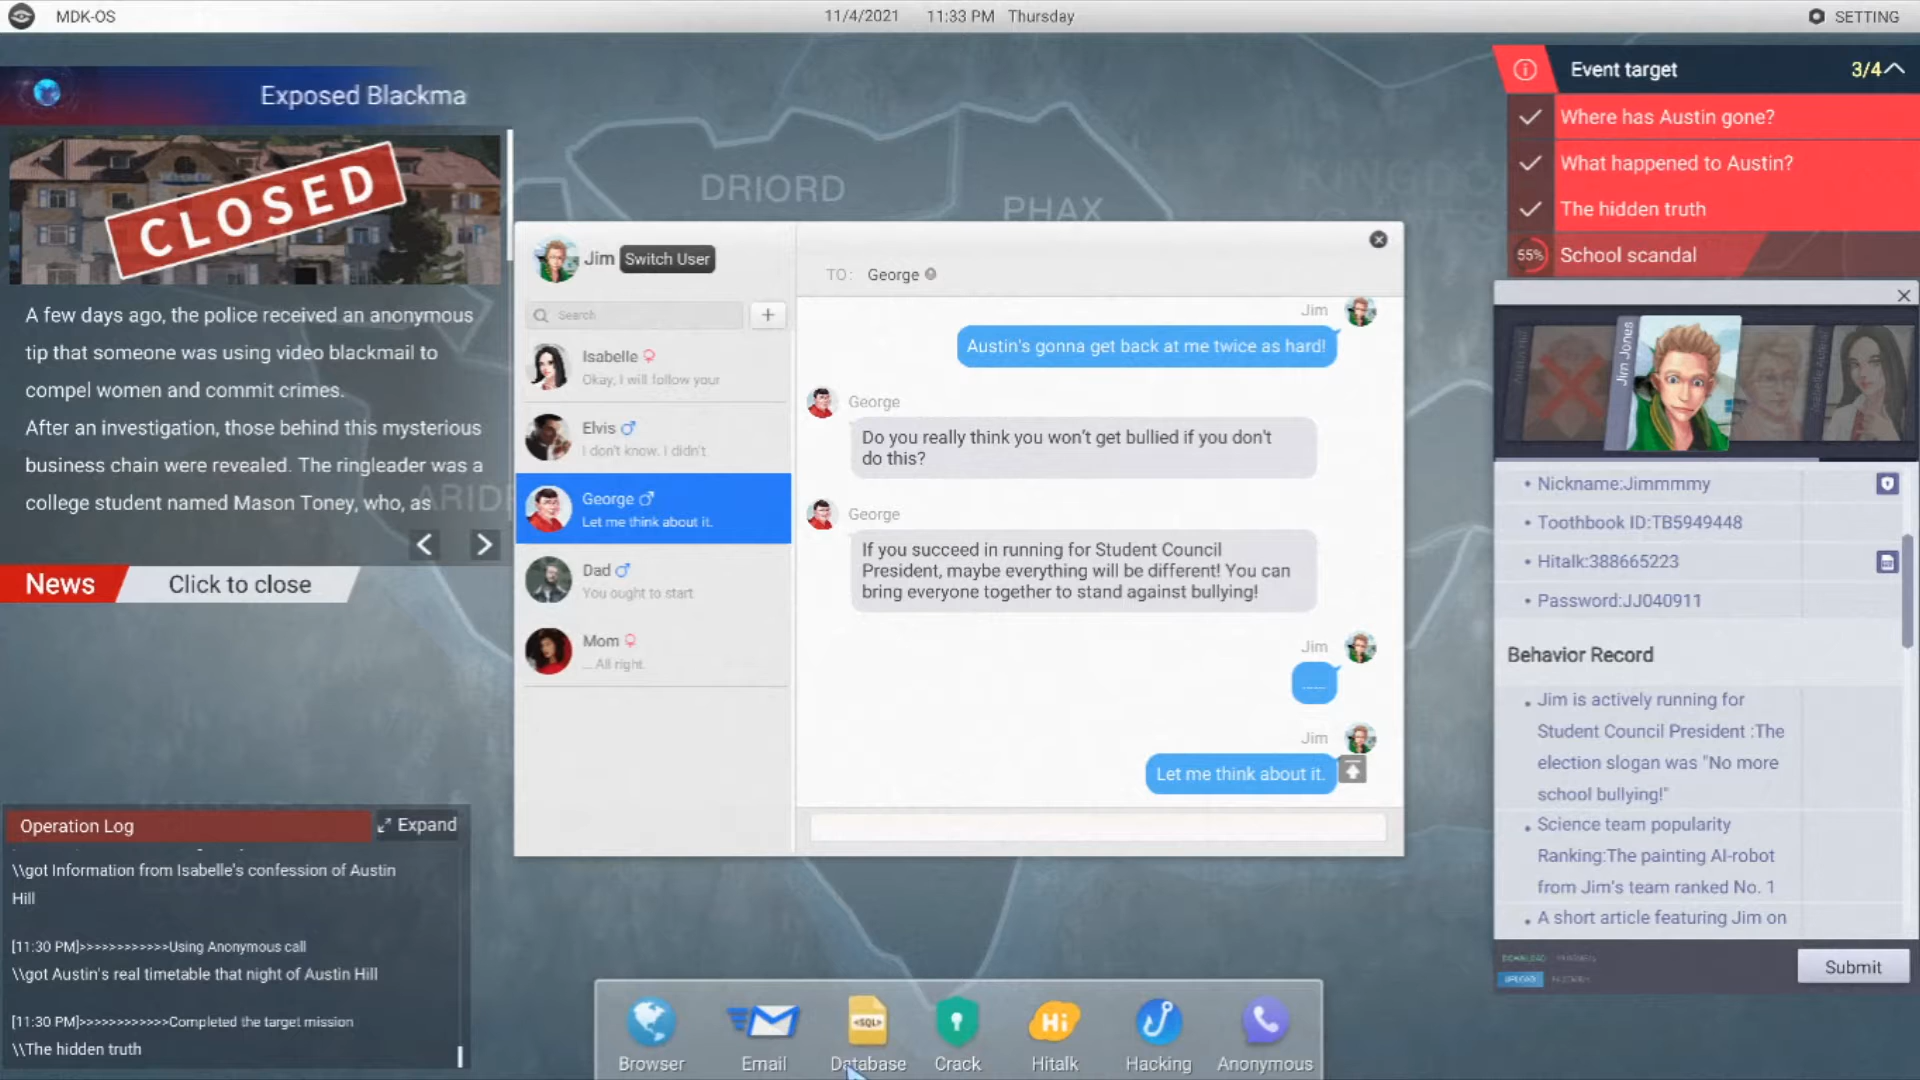 MDK-OS
11/4/2021 11:33 PM Thursday
SETTING
Exposed Blackma
CLOSED
A few days ago, the police received an anonymous
tip that someone was using video blackmail to
compel women and commit crimes.
After an investigation, those behind this mysterious
business chain were revealed. The ringleader was a
college student named Mason Toney, who, as
News
Click to close
DRIORD
PHAX
Jim Switch User
Search
+
Isabelle
Okay, I will follow your
Elvis
I don't know. I didn't
George
Let me think about it.
Dad
You ought to start
Mom
... All right.
TO: George
Jim
Austin's gonna get back at me twice as hard!
George
Do you really think you won't get bullied if you don't
do this?
George
If you succeed in running for Student Council
President, maybe everything will be different! You can
bring everyone together to stand against bullying!
Jim
......
Jim
Let me think about it.
Event target
3/4
Where has Austin gone?
What happened to Austin?
The hidden truth
55% School scandal
Jim Jones
• Nickname:Jimmmmy
• Toothbook ID:TB5949448
• Hitalk:388665223
• Password:JJ040911
Behavior Record
• Jim is actively running for
Student Council President :The
election slogan was "No more
school bullying!"
• Science team popularity
Ranking:The painting AI-robot
from Jim's team ranked No. 1
• A short article featuring Jim on
DOWNLOAD
UPLOAD
Submit
Operation Log
Expand
\\got Information from Isabelle's confession of Austin
Hill
[11:30 PM]>>>>>>>>>>>>Using Anonymous call
\\got Austin's real timetable that night of Austin Hill
[11:30 PM]>>>>>>>>>>>>Completed the target mission
\\The hidden truth
<SQL>
Hi
Browser
Email
Database
Crack
Hitalk
Hacking
Anonymous